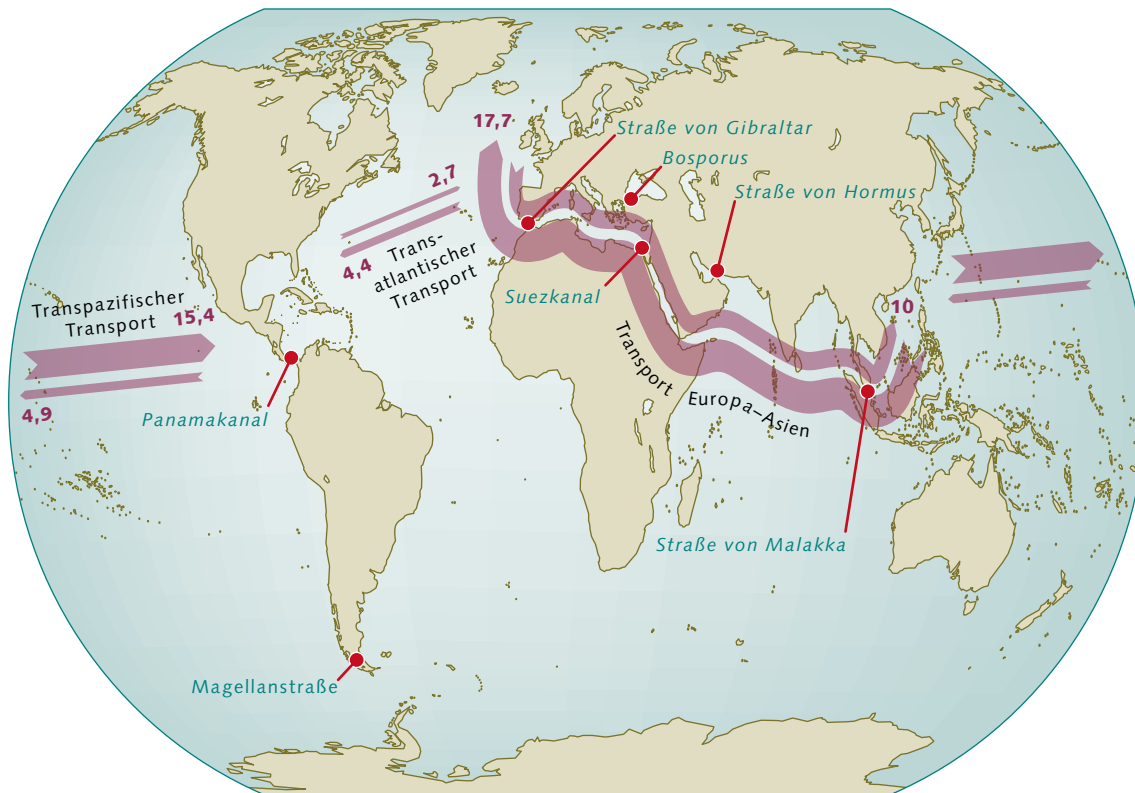 17,7
Straße von Gibraltar
Bosporus
2,7
Straße von Hormus
4,4
Trans-
atlantischer
Transport
Suezkanal
Transpazifischer
Transport
15,4
10
4,9
Panamakanal
Transport Europa–Asien
Straße von Malakka
Magellanstraße